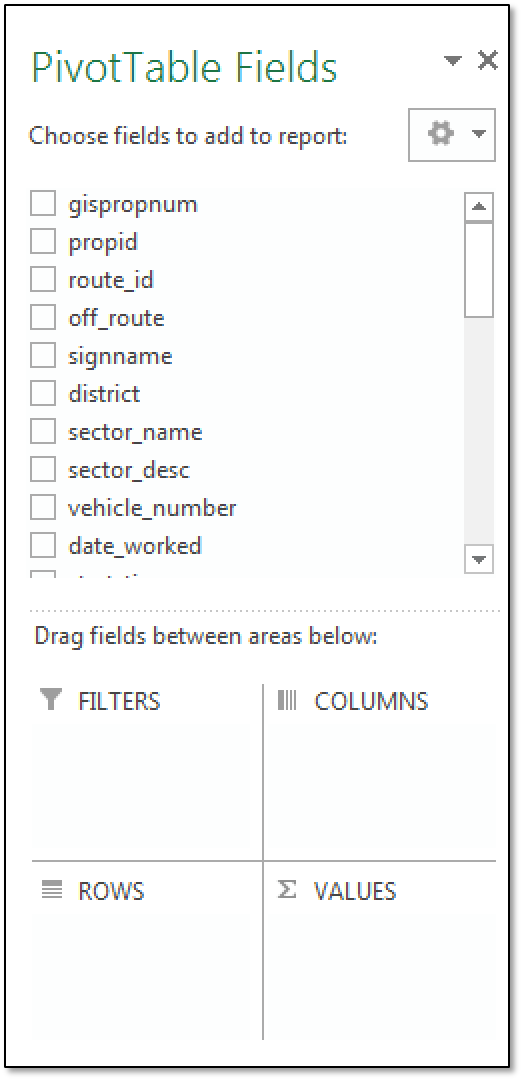 PivotTable Fields
Choose fields to add to report:
gispropnum
propid
route_id
off_route
signname
district
sector_name
sector_desc
vehicle_number
date_worked
Drag fields between areas below:
FILTERS
COLUMNS
ROWS
VALUES